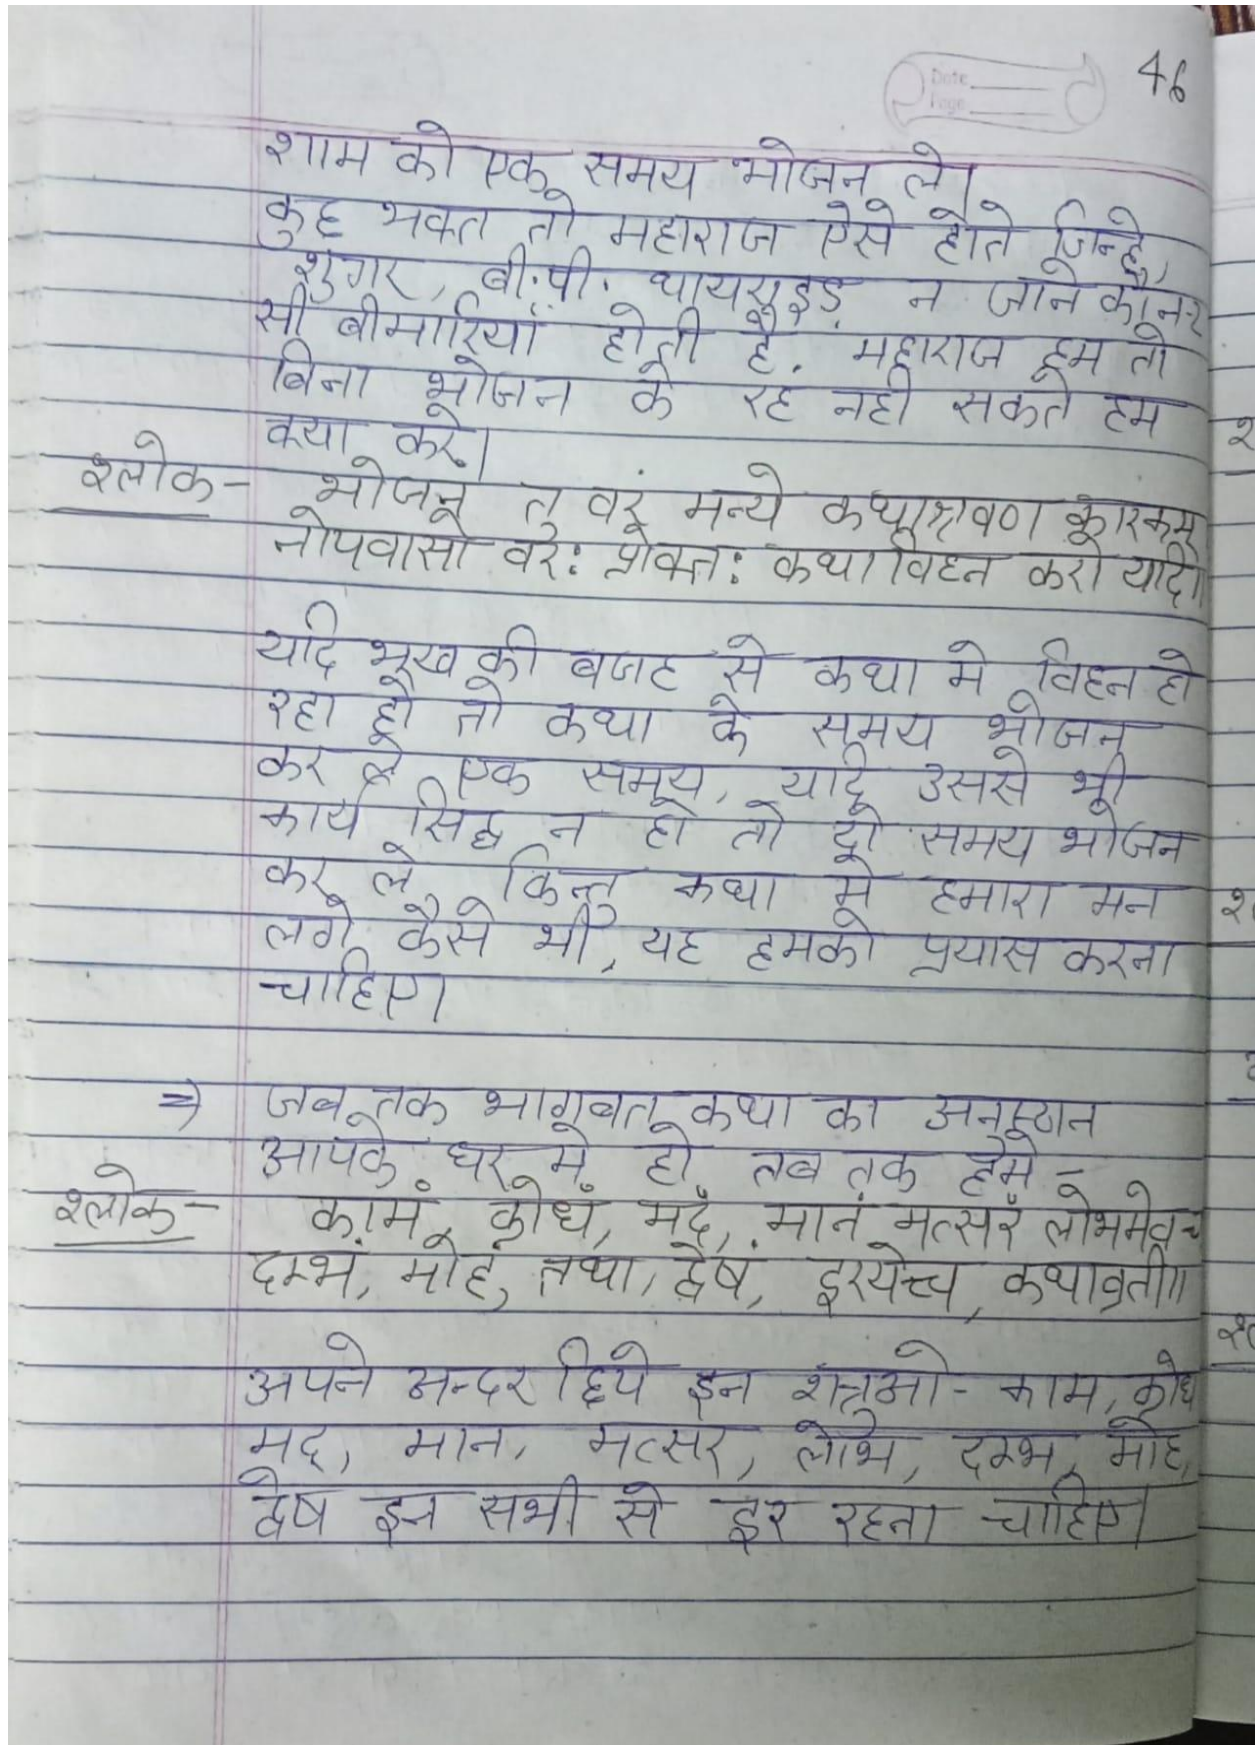 46
Date
Page
शाम को एक समय भोजन ले।
कुछ भक्त तो महाराज ऐसे होते जिन्हे,
शुगर, बी.पी. थायराइड न जाने कौन-२
सी बीमारियाँ होती है. महाराज हम तो
बिना भोजन के रह नही सकते हम
क्या करे।
श्लोक- भोजनं तु वरं मन्ये कथाश्रवण कारकम्
नोपवासो वरः प्रोक्तः कथा विघ्न करो यदि॥
यदि भूख की वजह से कथा मे विघ्न हो
रहा हो तो कथा के समय भोजन
कर ले एक समय, यदि उससे भी
कार्य सिद्ध न हो तो दो समय भोजन
कर ले, किन्तु कथा मे हमारा मन
लगे कैसे भी, यह हमको प्रयास करना
चाहिए।
⇒ जब तक भागवत कथा का अनुष्ठान
आपके घर मे हो तब तक हमे -
श्लोक- कामं, क्रोधं, मदं, मानं मत्सरं लोभमेव च
दम्भं, मोहं, तथा, द्वेषं, कथाव्रती॥
अपने अन्दर छिपे इन शत्रुओ - काम, क्रोध
मद, मान, मत्सर, लोभ, दम्भ, मोह,
द्वेष इन सभी से दूर रहना चाहिए।